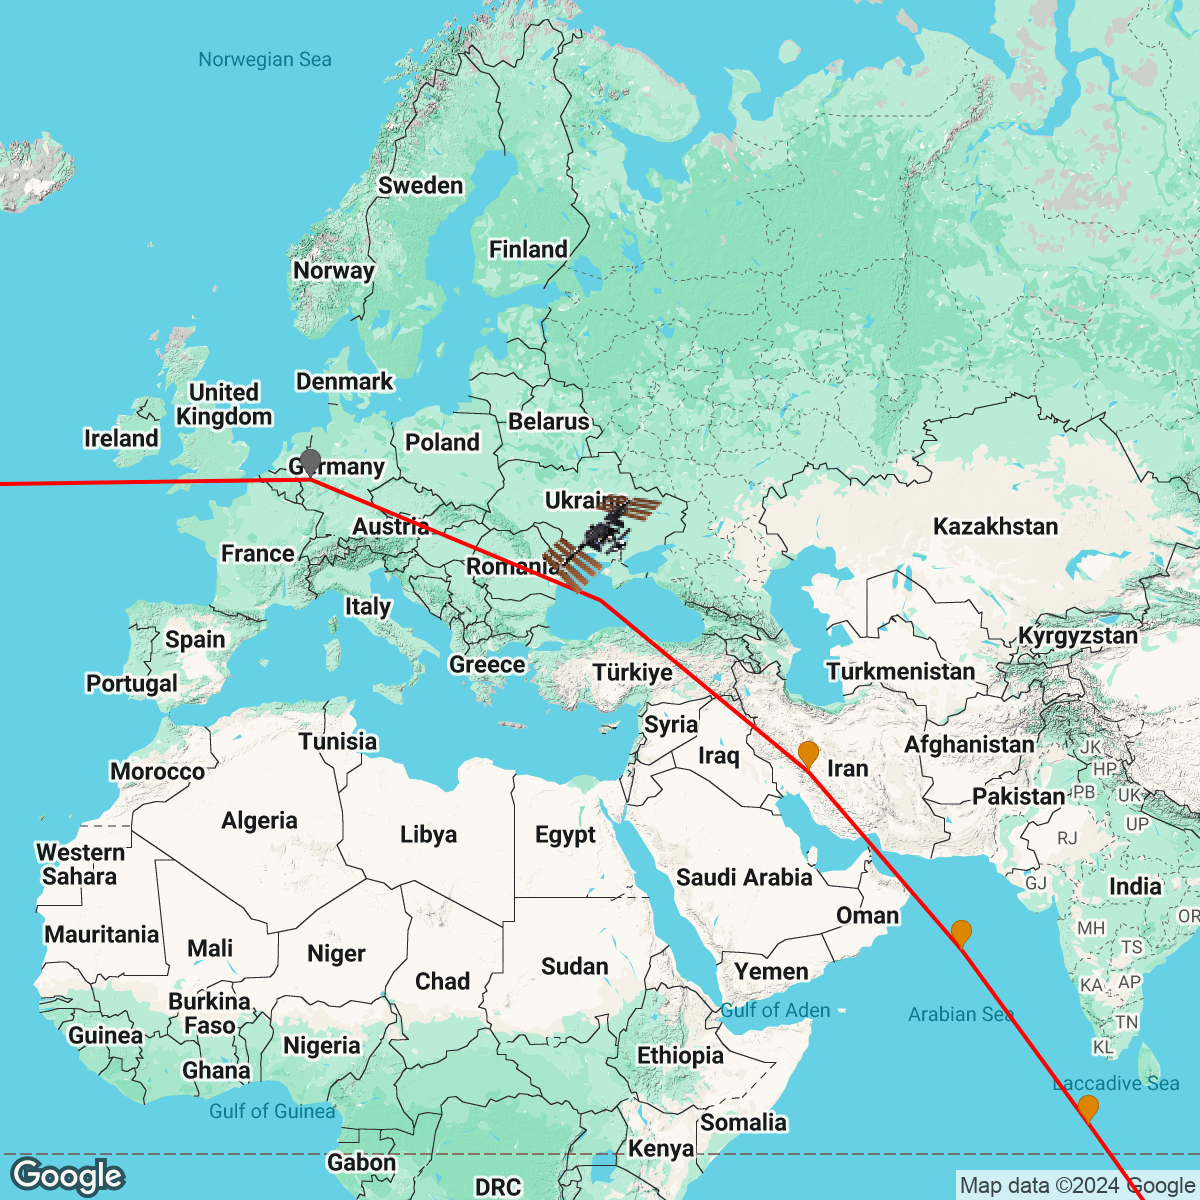 Norwegian Sea
Sweden
Finland
Norway
Denmark
United
Kingdom
Ireland
Belarus
Poland
Germany
Ukraine
Austria
Kazakhstan
France
Romania
Italy
Spain
Kyrgyzstan
Greece
Türkiye
Turkmenistan
Portugal
Syria
Tunisia
Iraq
Afghanistan
JK
Morocco
Iran
HP
Pakistan
PB
UK
Algeria
Libya
Egypt
UP
RJ
Western
Sahara
Saudi Arabia
GJ
India
Oman
OR
Mauritania
Mali
Niger
MH
TS
Chad
Sudan
Yemen
KA
AP
Burkina
Faso
Gulf of Aden
Arabian Sea
TN
Guinea
Nigeria
Ethiopia
KL
Ghana
Laccadive Sea
Gulf of Guinea
Somalia
Kenya
Gabon
DRC
Google
Map data ©2024 Google